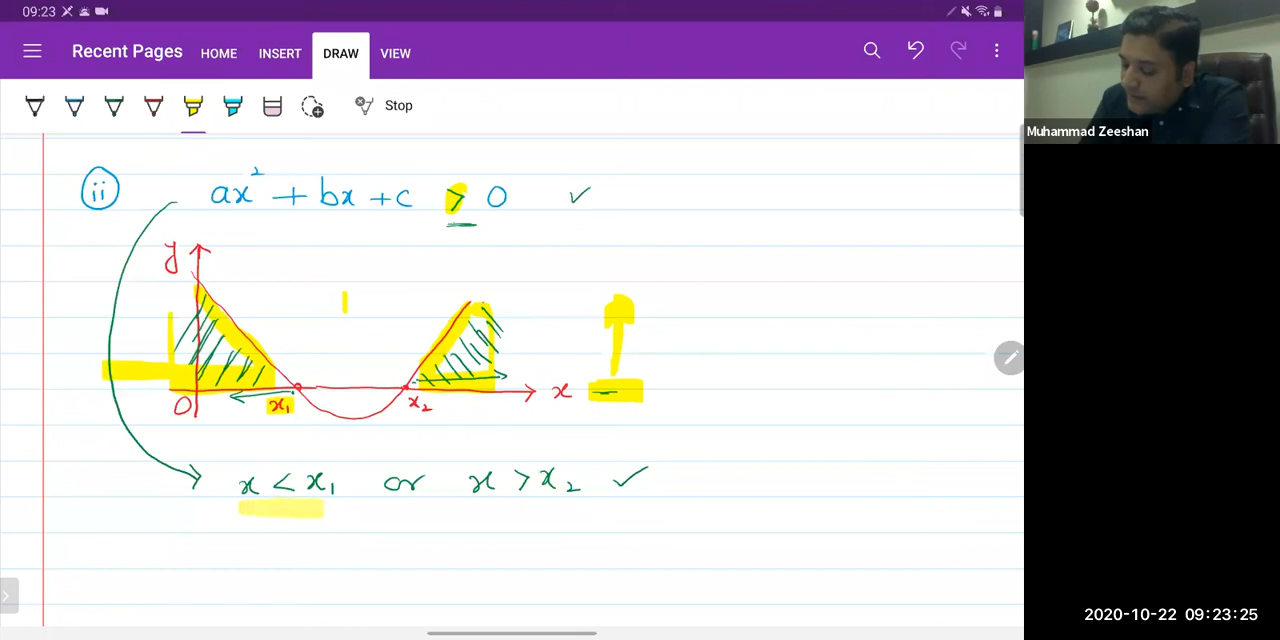 09:23
Recent Pages HOME INSERT DRAW VIEW
Stop
Muhammad Zeeshan
ii ax² + bx + c > 0 ✓
y
O x₁ x₂ x
x < x₁ or x > x₂ ✓
2020-10-22 09:23:25